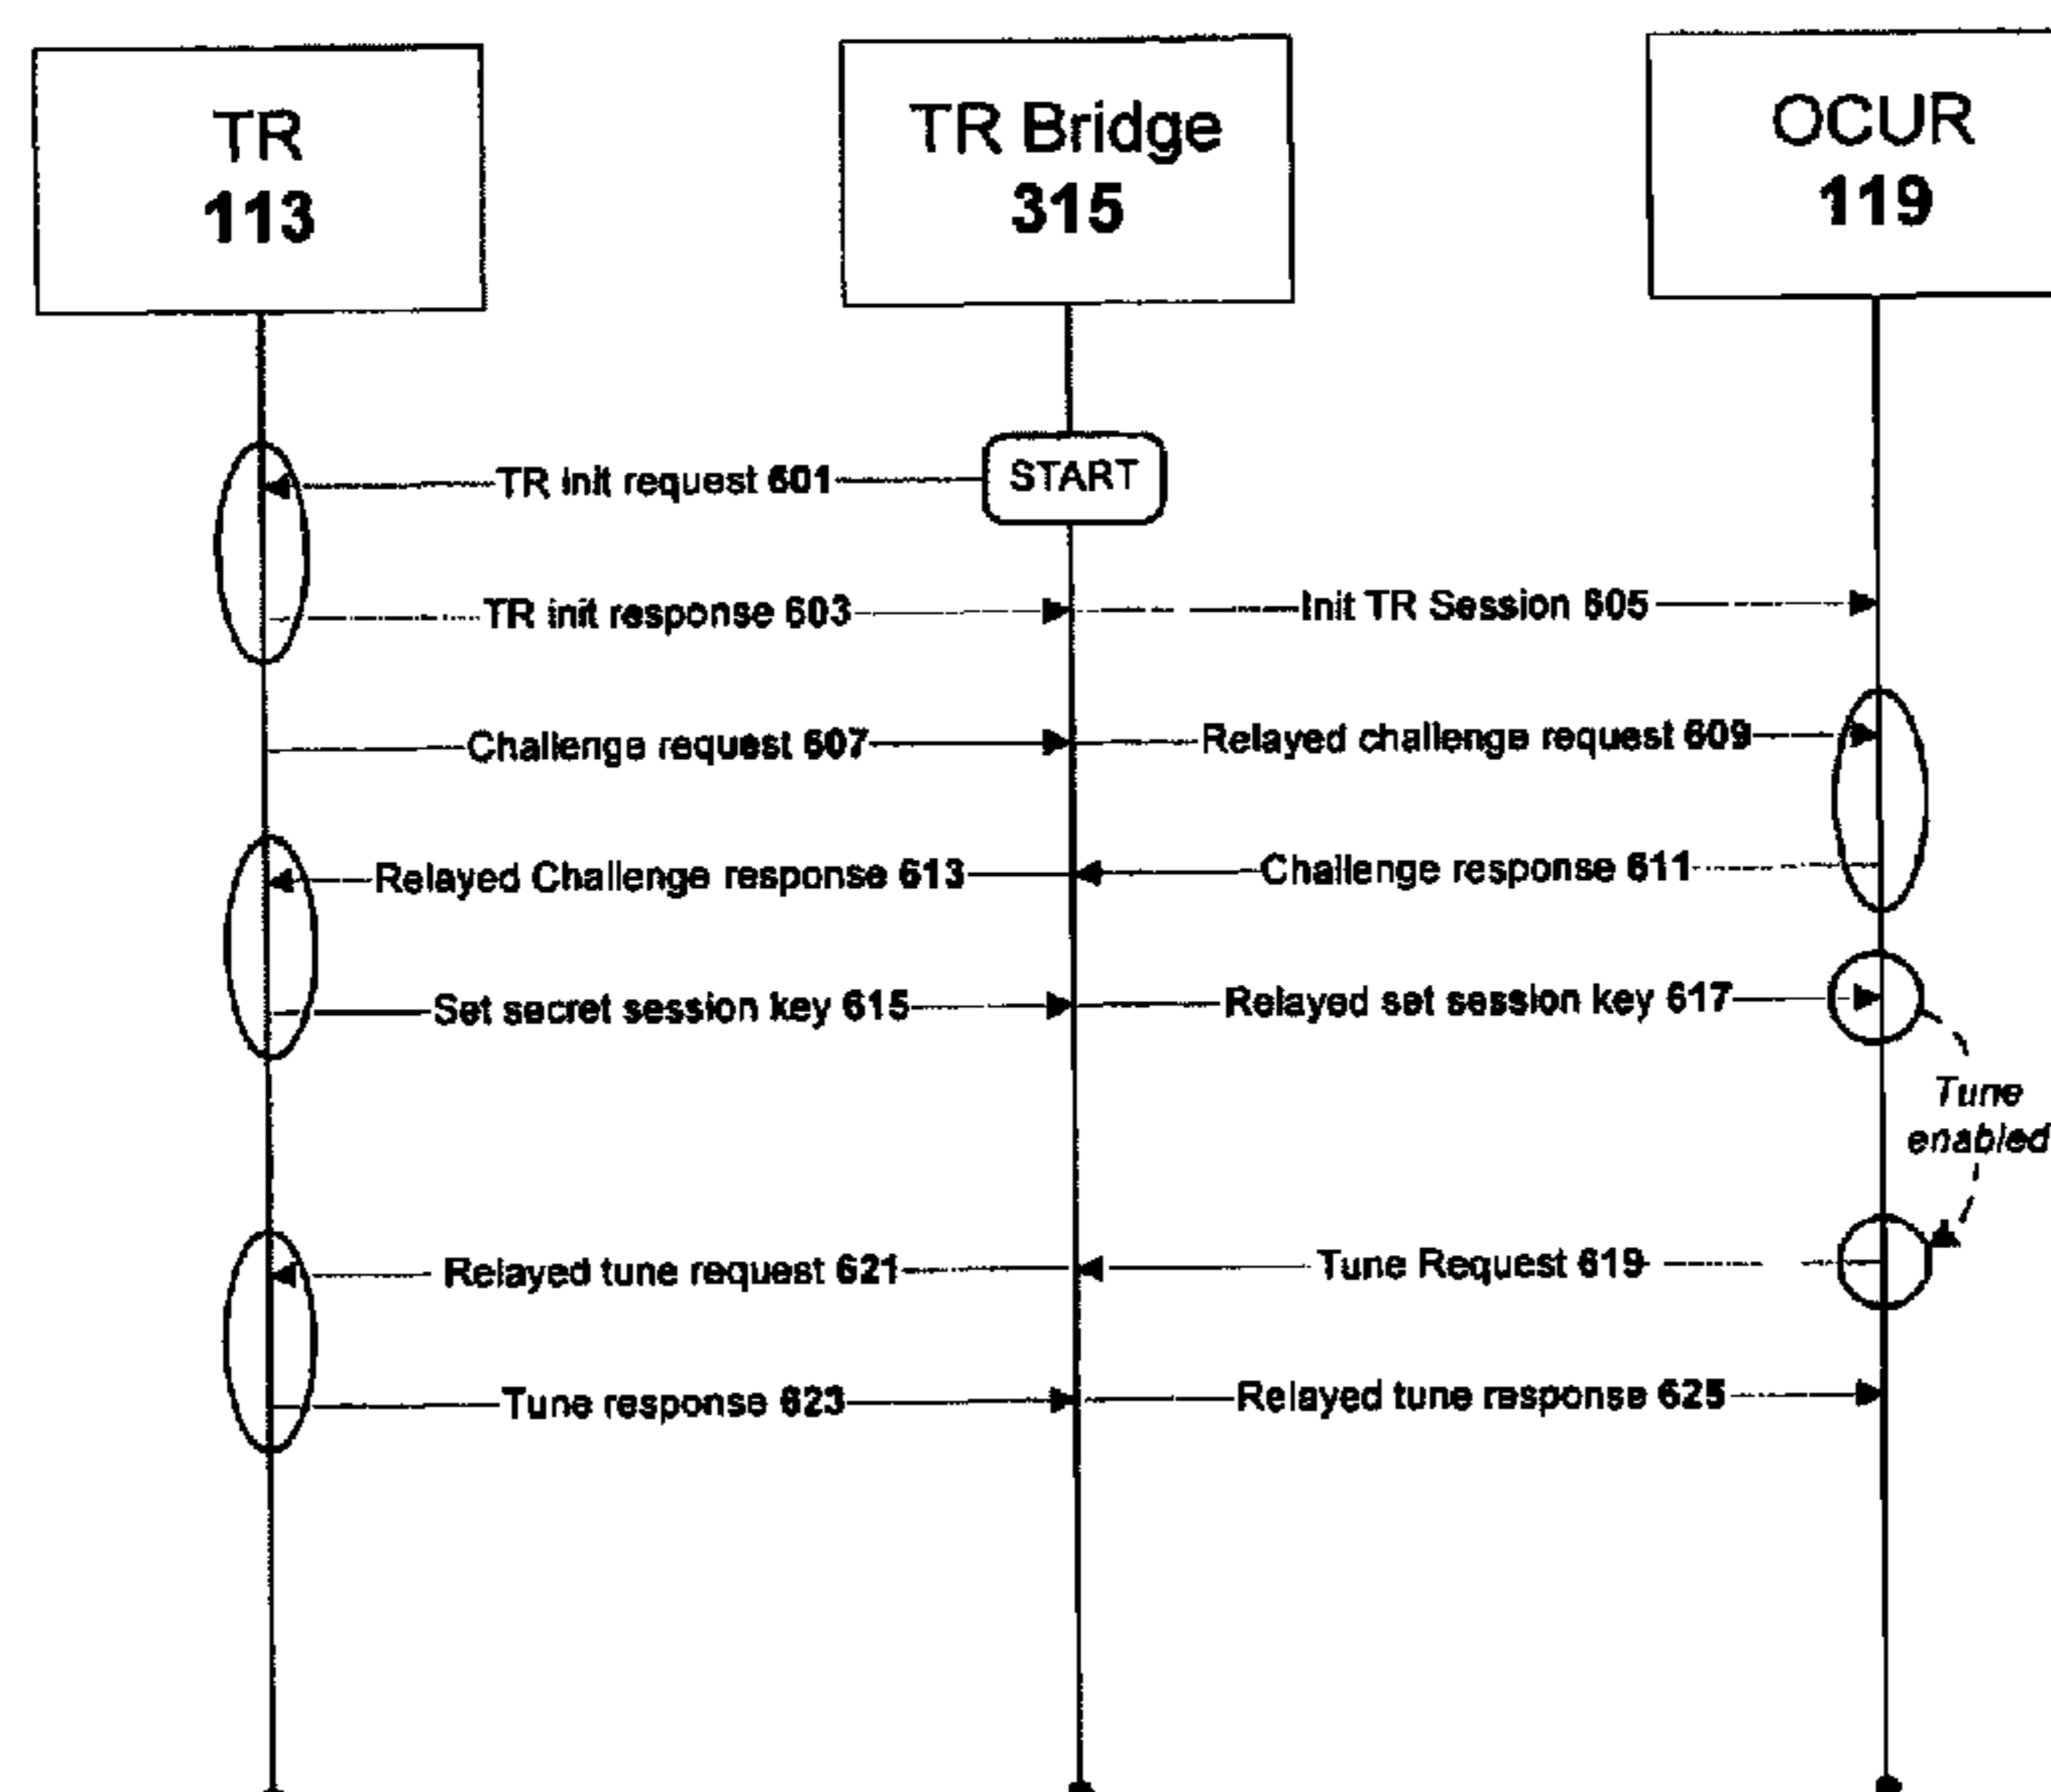 TR
113
TR Bridge
315
OCUR
119
START
TR init request 601
TR init response 603
Init TR Session 605
Challenge request 607
Relayed challenge request 609
Relayed Challenge response 613
Challenge response 611
Set secret session key 615
Relayed set session key 617
Tune
enabled
Relayed tune request 621
Tune Request 619
Tune response 623
Relayed tune response 625